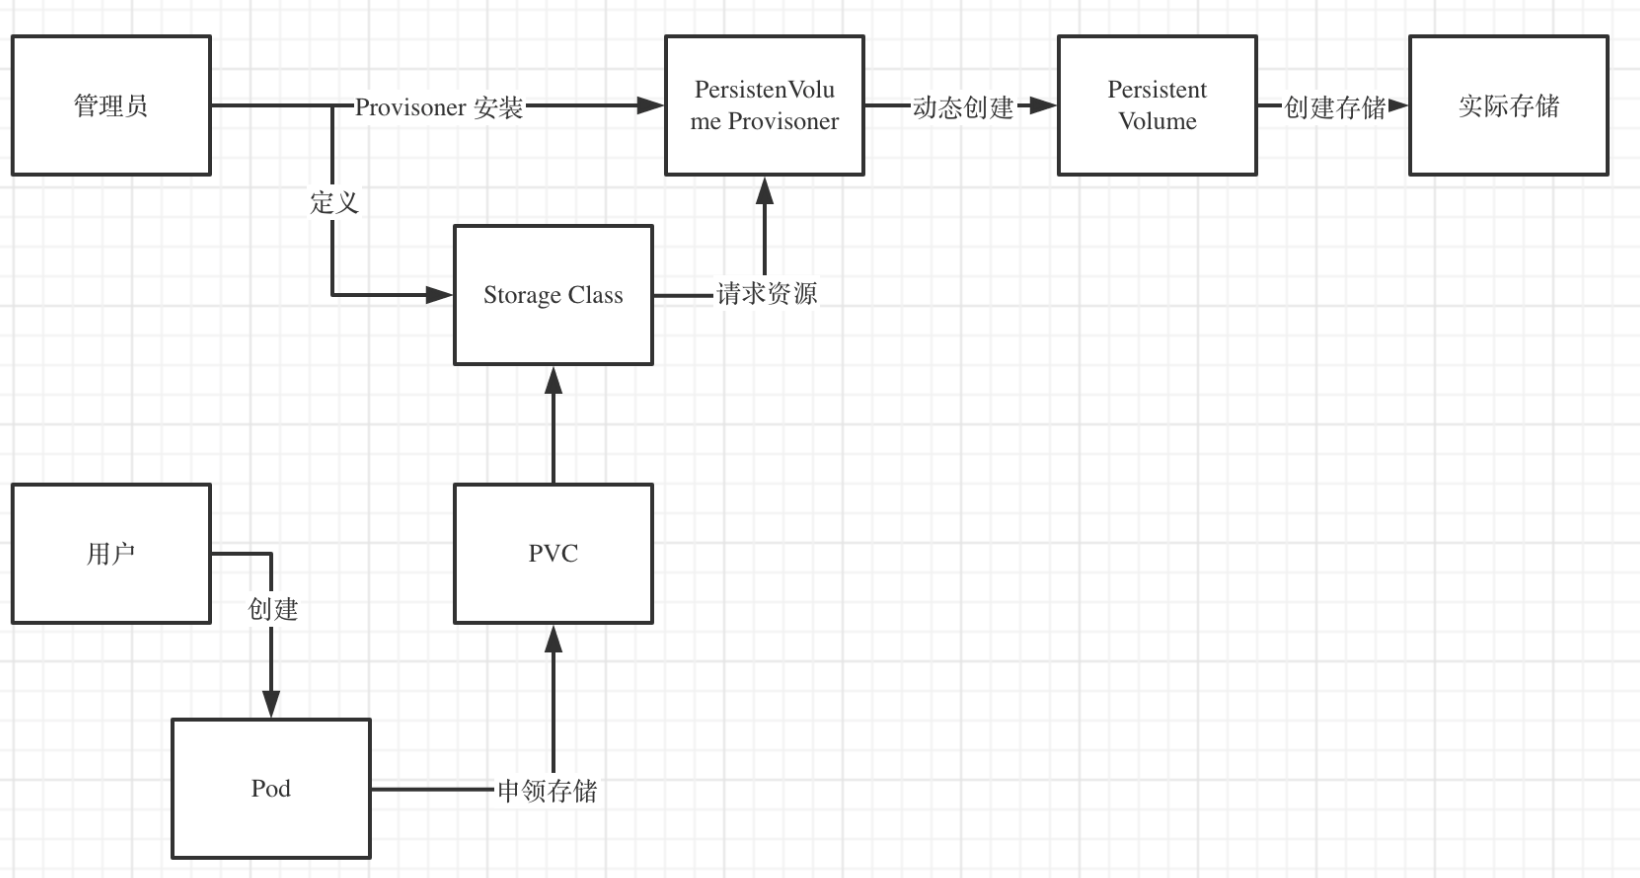 管理员
Provisoner 安装
PersistenVolu
me Provisoner
动态创建
Persistent
Volume
创建存储
实际存储
定义
Storage Class
请求资源
用户
PVC
创建
Pod
申领存储